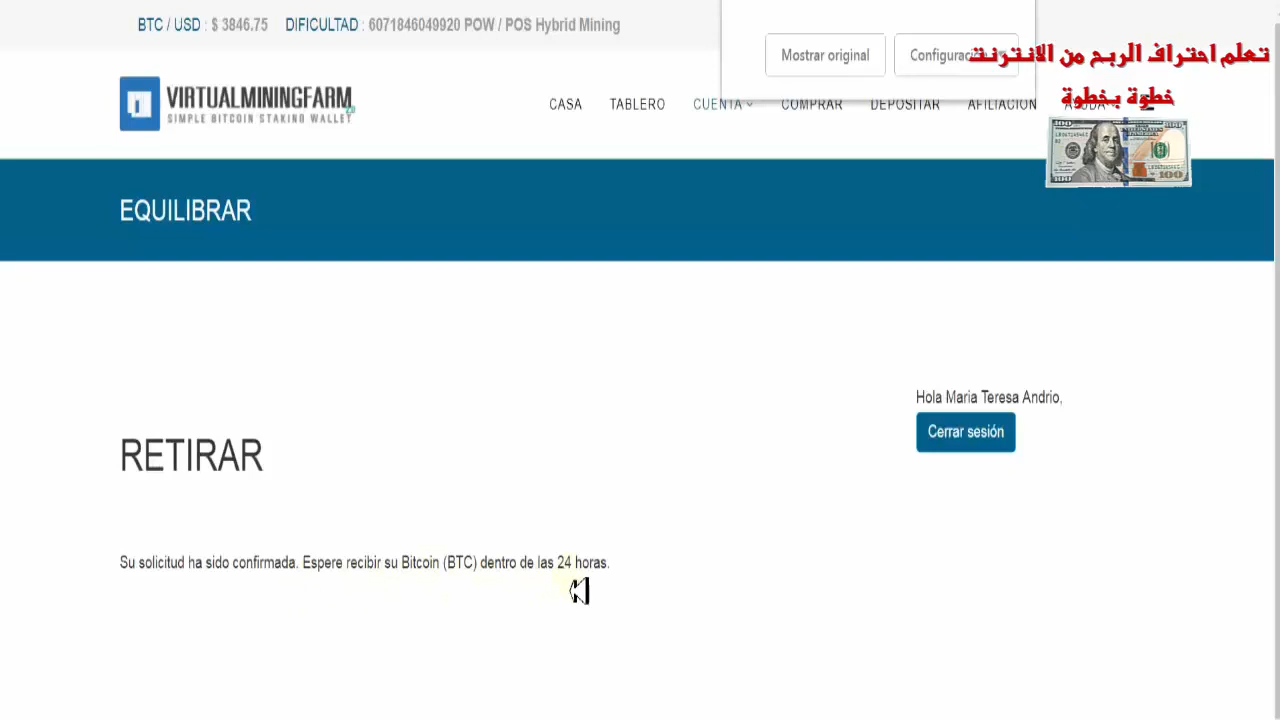 BTC / USD : $ 3846.75 DIFICULTAD : 6071846049920 POW / POS Hybrid Mining
Mostrar original
تعلم احتراف الربح من الانترنت
خطوة بخطوة
VIRTUALMININGFARM
SIMPLE BITCOIN STAKING WALLET
CASA TABLERO CUENTA COMPRAR DEPOSITAR AFILIACION AYUDA
EQUILIBRAR
Hola Maria Teresa Andrio,
Cerrar sesión
RETIRAR
Su solicitud ha sido confirmada. Espere recibir su Bitcoin (BTC) dentro de las 24 horas.